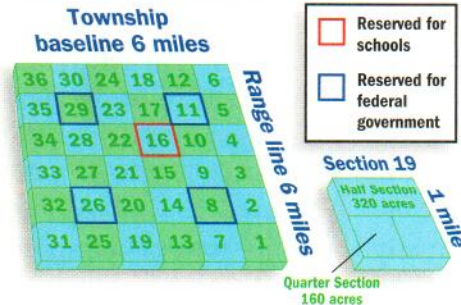 Township
baseline 6 miles
36 30 24 18 12 6
35 29 23 17 11 5
34 28 22 16 10 4
33 27 21 15 9 3
32 26 20 14 8 2
31 25 19 13 7 1
Range line 6 miles
Reserved for
schools
Reserved for
federal
government
Section 19
Half Section
320 acres
1 mile
Quarter Section
160 acres